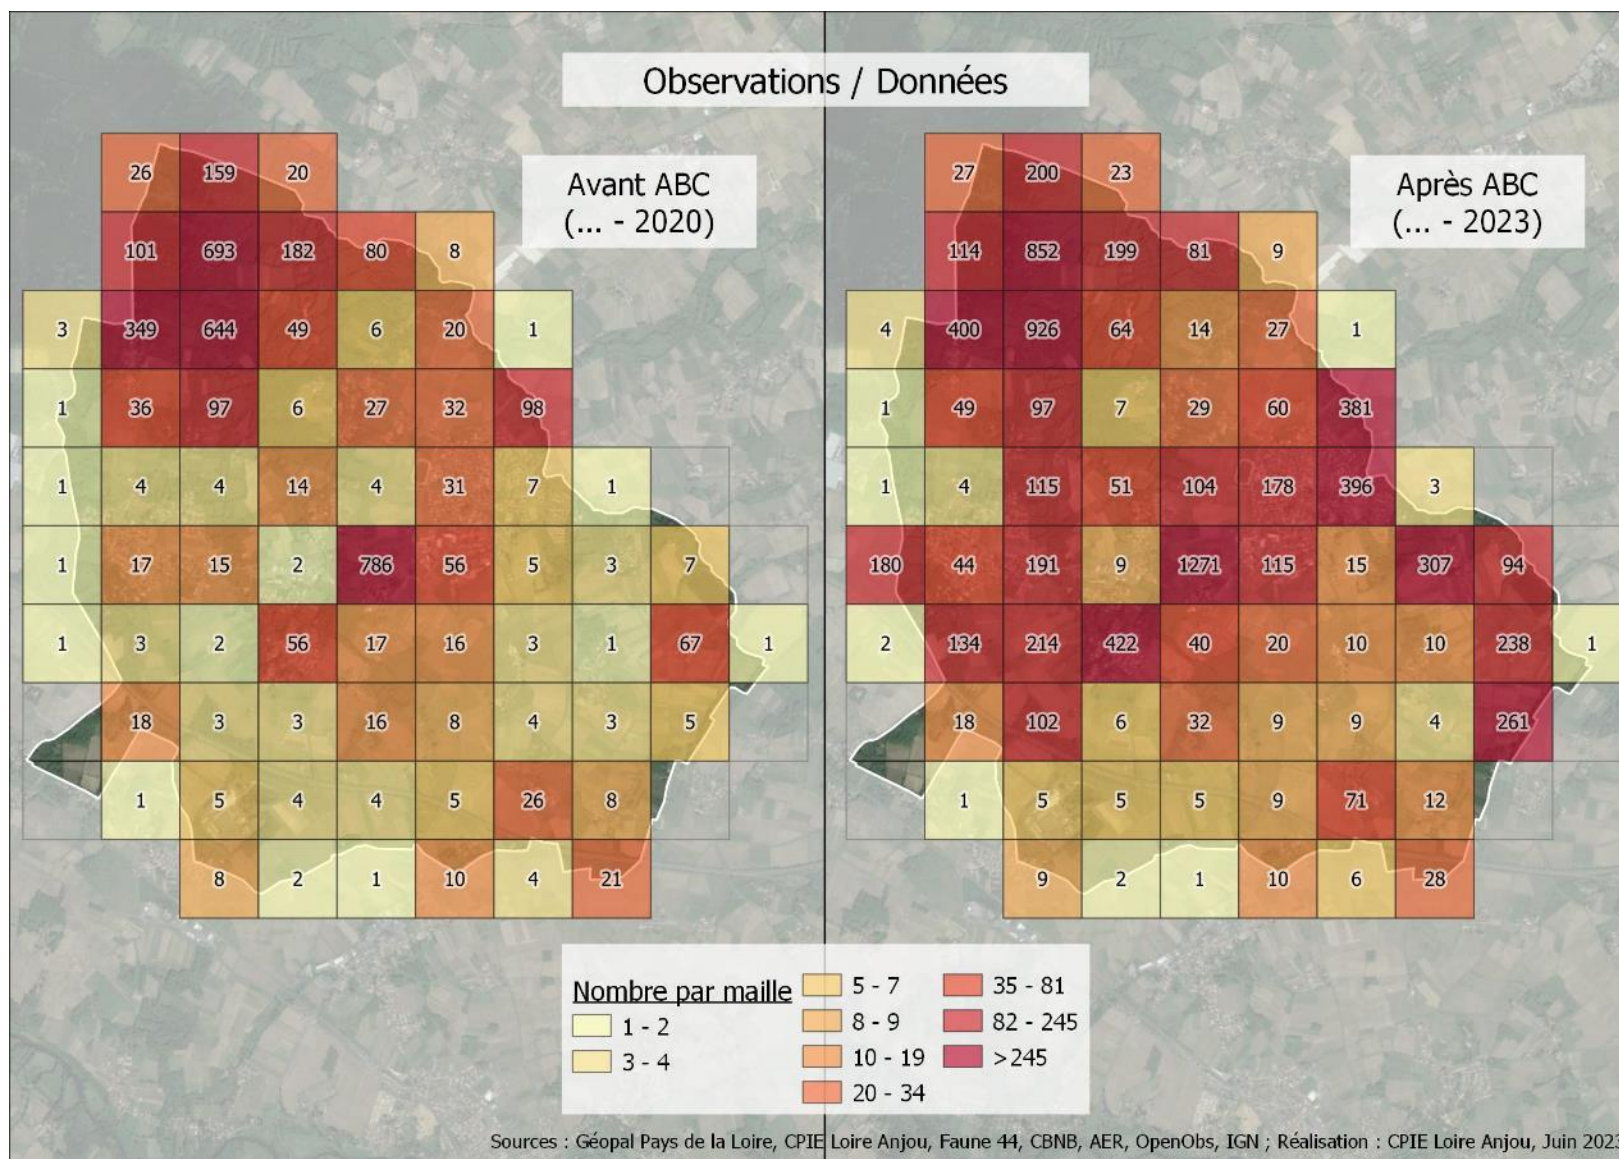 Observations / Données
Avant ABC
(... - 2020)
26 159 20
101 693 182 80 8
3 349 644 49 6 20 1
1 36 97 6 27 32 98
1 4 4 14 4 31 7 1
1 17 15 2 786 56 5 3 7
1 3 2 56 17 16 3 1 67 1
18 3 3 16 8 4 3 5
1 5 4 4 5 26 8
8 2 1 10 4 21
Après ABC
(... - 2023)
27 200 23
114 852 199 81 9
4 400 926 64 14 27 1
1 49 97 7 29 60 381
1 4 115 51 104 178 396 3
180 44 191 9 1271 115 15 307 94
2 134 214 422 40 20 10 10 238 1
18 102 6 32 9 9 4 261
1 5 5 5 9 71 12
9 2 1 10 6 28
Nombre par maille
1 - 2
3 - 4
5 - 7
8 - 9
10 - 19
20 - 34
35 - 81
82 - 245
>245
Sources : Géopal Pays de la Loire, CPIE Loire Anjou, Faune 44, CBNB, AER, OpenObs, IGN ; Réalisation : CPIE Loire Anjou, Juin 2023